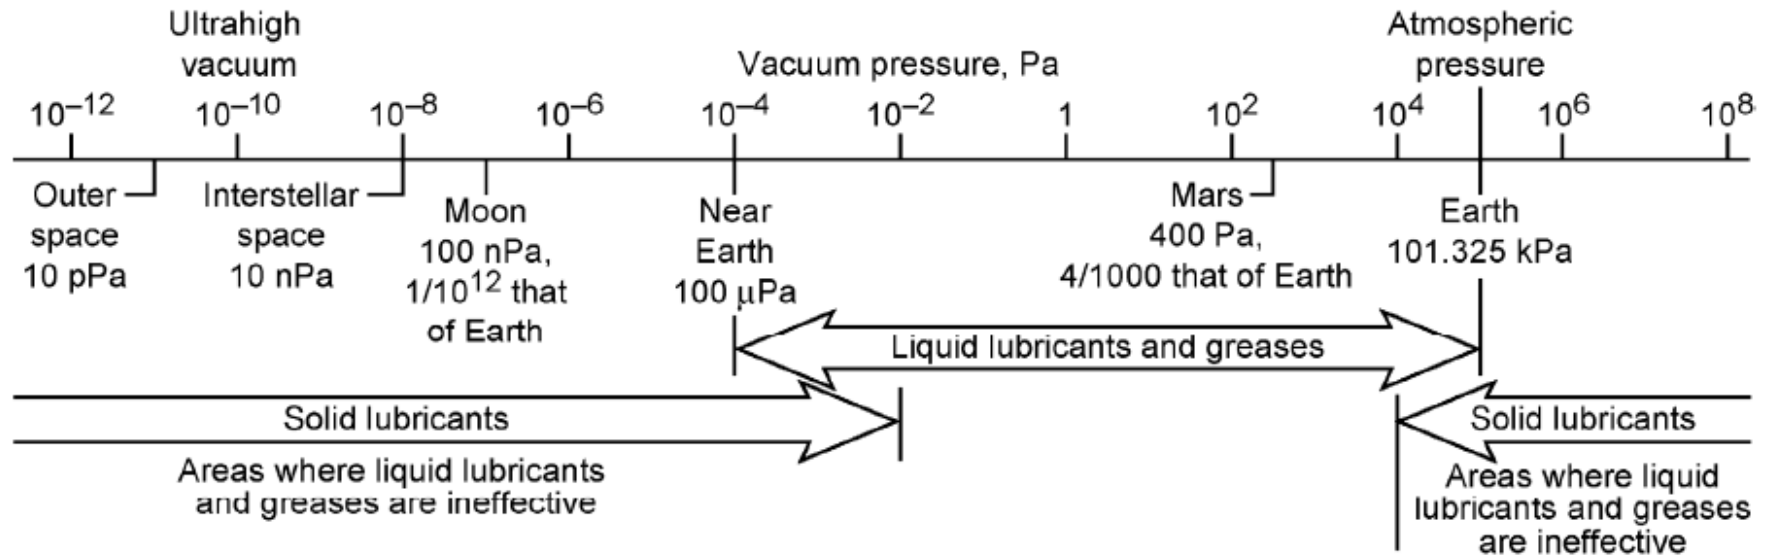 Ultrahigh
vacuum
Vacuum pressure, Pa
Atmospheric
pressure
10⁻¹² 10⁻¹⁰ 10⁻⁸ 10⁻⁶ 10⁻⁴ 10⁻² 1 10² 10⁴ 10⁶ 10⁸
Outer
space
10 pPa
Interstellar
space
10 nPa
Moon
100 nPa,
1/10¹² that
of Earth
Near
Earth
100 μPa
Mars
400 Pa,
4/1000 that of Earth
Earth
101.325 kPa
Liquid lubricants and greases
Solid lubricants
Areas where liquid lubricants
and greases are ineffective
Solid lubricants
Areas where liquid
lubricants and greases
are ineffective